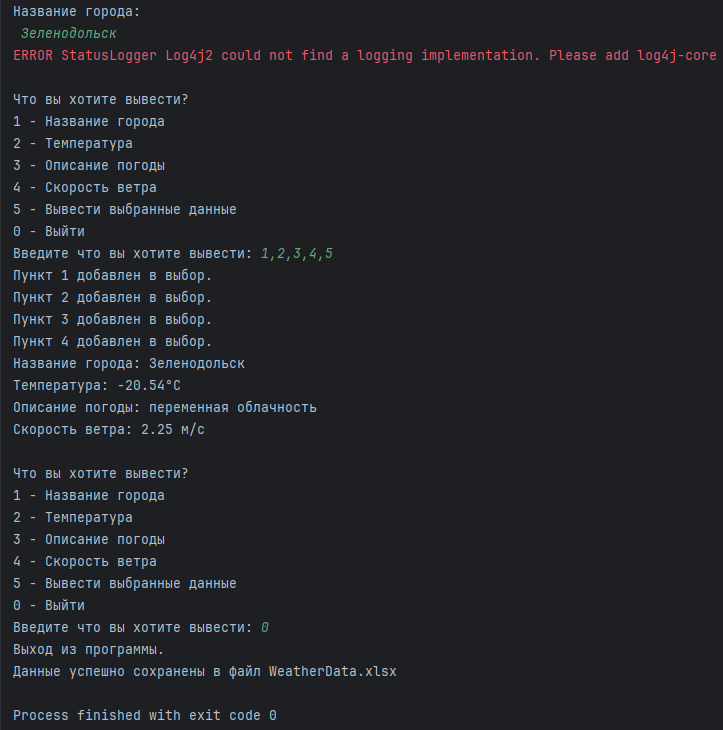 Название города:
Зеленодольск
ERROR StatusLogger Log4j2 could not find a logging implementation. Please add log4j-core
Что вы хотите вывести?
1 - Название города
2 - Температура
3 - Описание погоды
4 - Скорость ветра
5 - Вывести выбранные данные
0 - Выйти
Введите что вы хотите вывести: 1,2,3,4,5
Пункт 1 добавлен в выбор.
Пункт 2 добавлен в выбор.
Пункт 3 добавлен в выбор.
Пункт 4 добавлен в выбор.
Название города: Зеленодольск
Температура: -20.54°C
Описание погоды: переменная облачность
Скорость ветра: 2.25 м/с
Что вы хотите вывести?
1 - Название города
2 - Температура
3 - Описание погоды
4 - Скорость ветра
5 - Вывести выбранные данные
0 - Выйти
Введите что вы хотите вывести: 0
Выход из программы.
Данные успешно сохранены в файл WeatherData.xlsx
Process finished with exit code 0